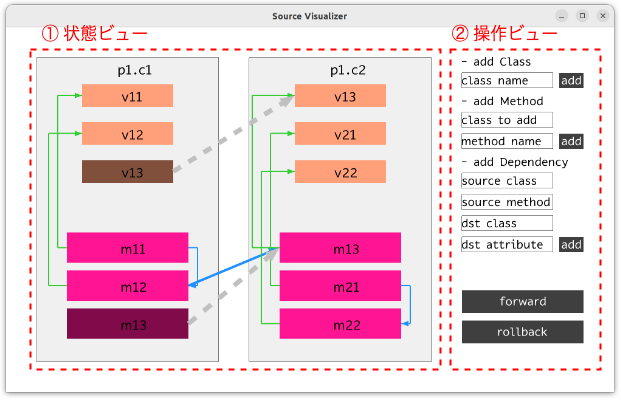 Source Visualizer
① 状態ビュー
② 操作ビュー
p1.c1
v11
v12
v13
m11
m12
m13
p1.c2
v13
v21
v22
m13
m21
m22
- add Class
class name add
- add Method
class to add
method name add
- add Dependency
source class
source method
dst class
dst attribute add
forward
rollback